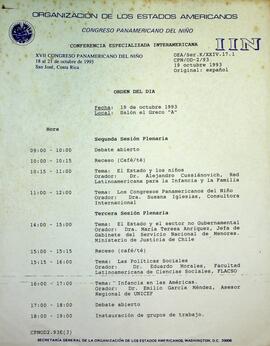 ORGANIZACIÓN DE LOS ESTADOS AMERICANOS
CONGRESO PANAMERICANO DEL NIÑO
CONFERENCIA ESPECIALIZADA INTERAMERICANA
IIN
XVII CONGRESO PANAMERICANO DEL NIÑO
18 al 21 de octubre de 1993
San José, Costa Rica
OEA/Ser.K/XXIV.17.1
CPN/OD-2/93
19 octubre 1993
Original: español
ORDEN DEL DIA
Fecha: 19 de octubre 1993
Local: Salón el Greco "A"
Hora
Segunda Sesión Plenaria
09:00 - 10:00 Debate abierto
10:00 - 10:15 Receso (Café/té)
10:15 - 11:00 Tema: El Estado y los niños
Orador: Dr. Alejandro Cussiánovich, Red
Latinoamericana para la Infancia y la Familia
11:00 - 12:00 Tema: Los Congresos Panamericanos del Niño
Orador: Dra. Susana Iglesias, Consultora
Internacional
Tercera Sesión Plenaria
14:00 - 15:00 Tema: El Estado y el sector no Gubernamental
Orador: Dra. María Teresa Anríquez, Jefa de
Gabinete del Servicio Nacional de Menores.
Ministerio de Justicia de Chile
15:00 - 15:15 Receso (café/té)
15:15 - 16:00 Tema: Las Políticas Sociales
Orador: Dr. Eduardo Morales, Facultad
Latinoamericana de Ciencias Sociales, FLACSO
16:00 - 17:00 Tema: Infancia en las Américas.
Orador: Dr. Emilio García Méndez, Asesor
Regional de UNICEF
17:00 - 18:00 Debate abierto
18:00 - 19:00 Instauración de grupos de trabajo.
SECRETARÍA GENERAL DE LA ORGANIZACIÓN DE LOS ESTADOS AMERICANOS, WASHINGTON, D.C. 20006